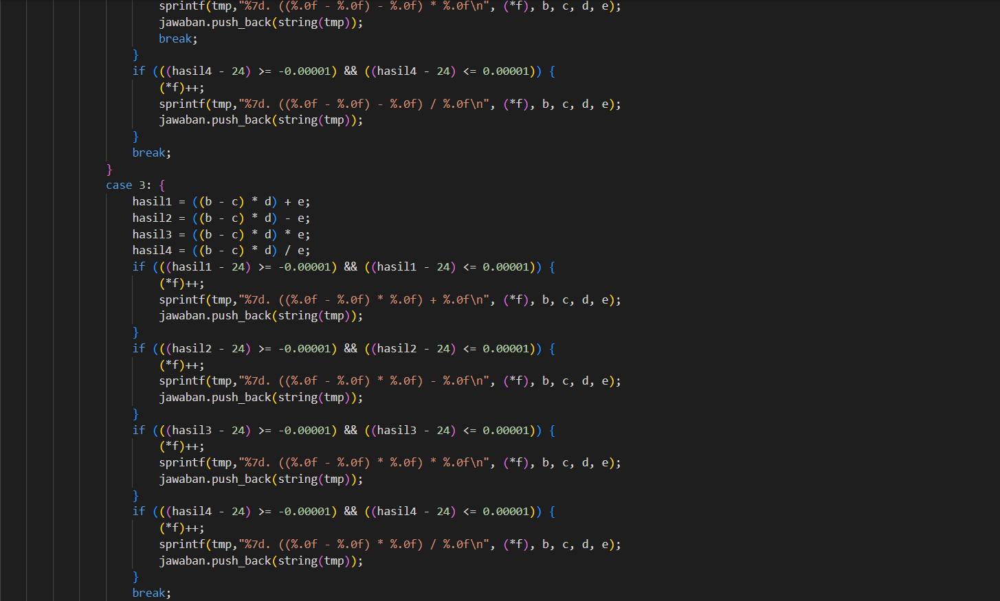 sprintf(tmp,"%7d. ((%.0f - %.0f) - %.0f) * %.0f\n", (*f), b, c, d, e);
jawaban.push_back(string(tmp));
break;
}
if (((hasil4 - 24) >= -0.00001) && ((hasil4 - 24) <= 0.00001)) {
(*f)++;
sprintf(tmp,"%7d. ((%.0f - %.0f) - %.0f) / %.0f\n", (*f), b, c, d, e);
jawaban.push_back(string(tmp));
}
break;
}
case 3: {
hasil1 = ((b - c) * d) + e;
hasil2 = ((b - c) * d) - e;
hasil3 = ((b - c) * d) * e;
hasil4 = ((b - c) * d) / e;
if (((hasil1 - 24) >= -0.00001) && ((hasil1 - 24) <= 0.00001)) {
(*f)++;
sprintf(tmp,"%7d. ((%.0f - %.0f) * %.0f) + %.0f\n", (*f), b, c, d, e);
jawaban.push_back(string(tmp));
}
if (((hasil2 - 24) >= -0.00001) && ((hasil2 - 24) <= 0.00001)) {
(*f)++;
sprintf(tmp,"%7d. ((%.0f - %.0f) * %.0f) - %.0f\n", (*f), b, c, d, e);
jawaban.push_back(string(tmp));
}
if (((hasil3 - 24) >= -0.00001) && ((hasil3 - 24) <= 0.00001)) {
(*f)++;
sprintf(tmp,"%7d. ((%.0f - %.0f) * %.0f) * %.0f\n", (*f), b, c, d, e);
jawaban.push_back(string(tmp));
}
if (((hasil4 - 24) >= -0.00001) && ((hasil4 - 24) <= 0.00001)) {
(*f)++;
sprintf(tmp,"%7d. ((%.0f - %.0f) * %.0f) / %.0f\n", (*f), b, c, d, e);
jawaban.push_back(string(tmp));
}
break;